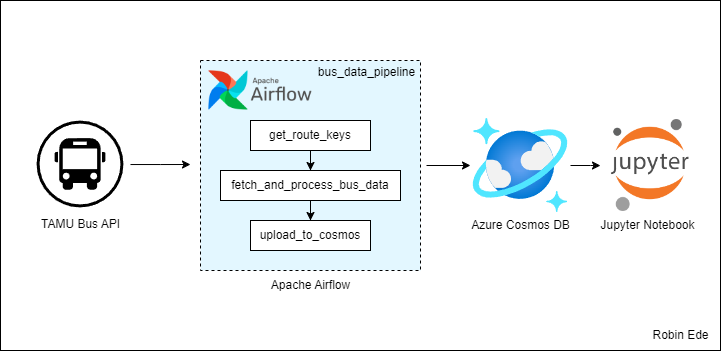 bus_data_pipeline
Apache
Airflow
get_route_keys
fetch_and_process_bus_data
upload_to_cosmos
TAMU Bus API
Apache Airflow
Azure Cosmos DB
jupyter
Jupyter Notebook
Robin Ede